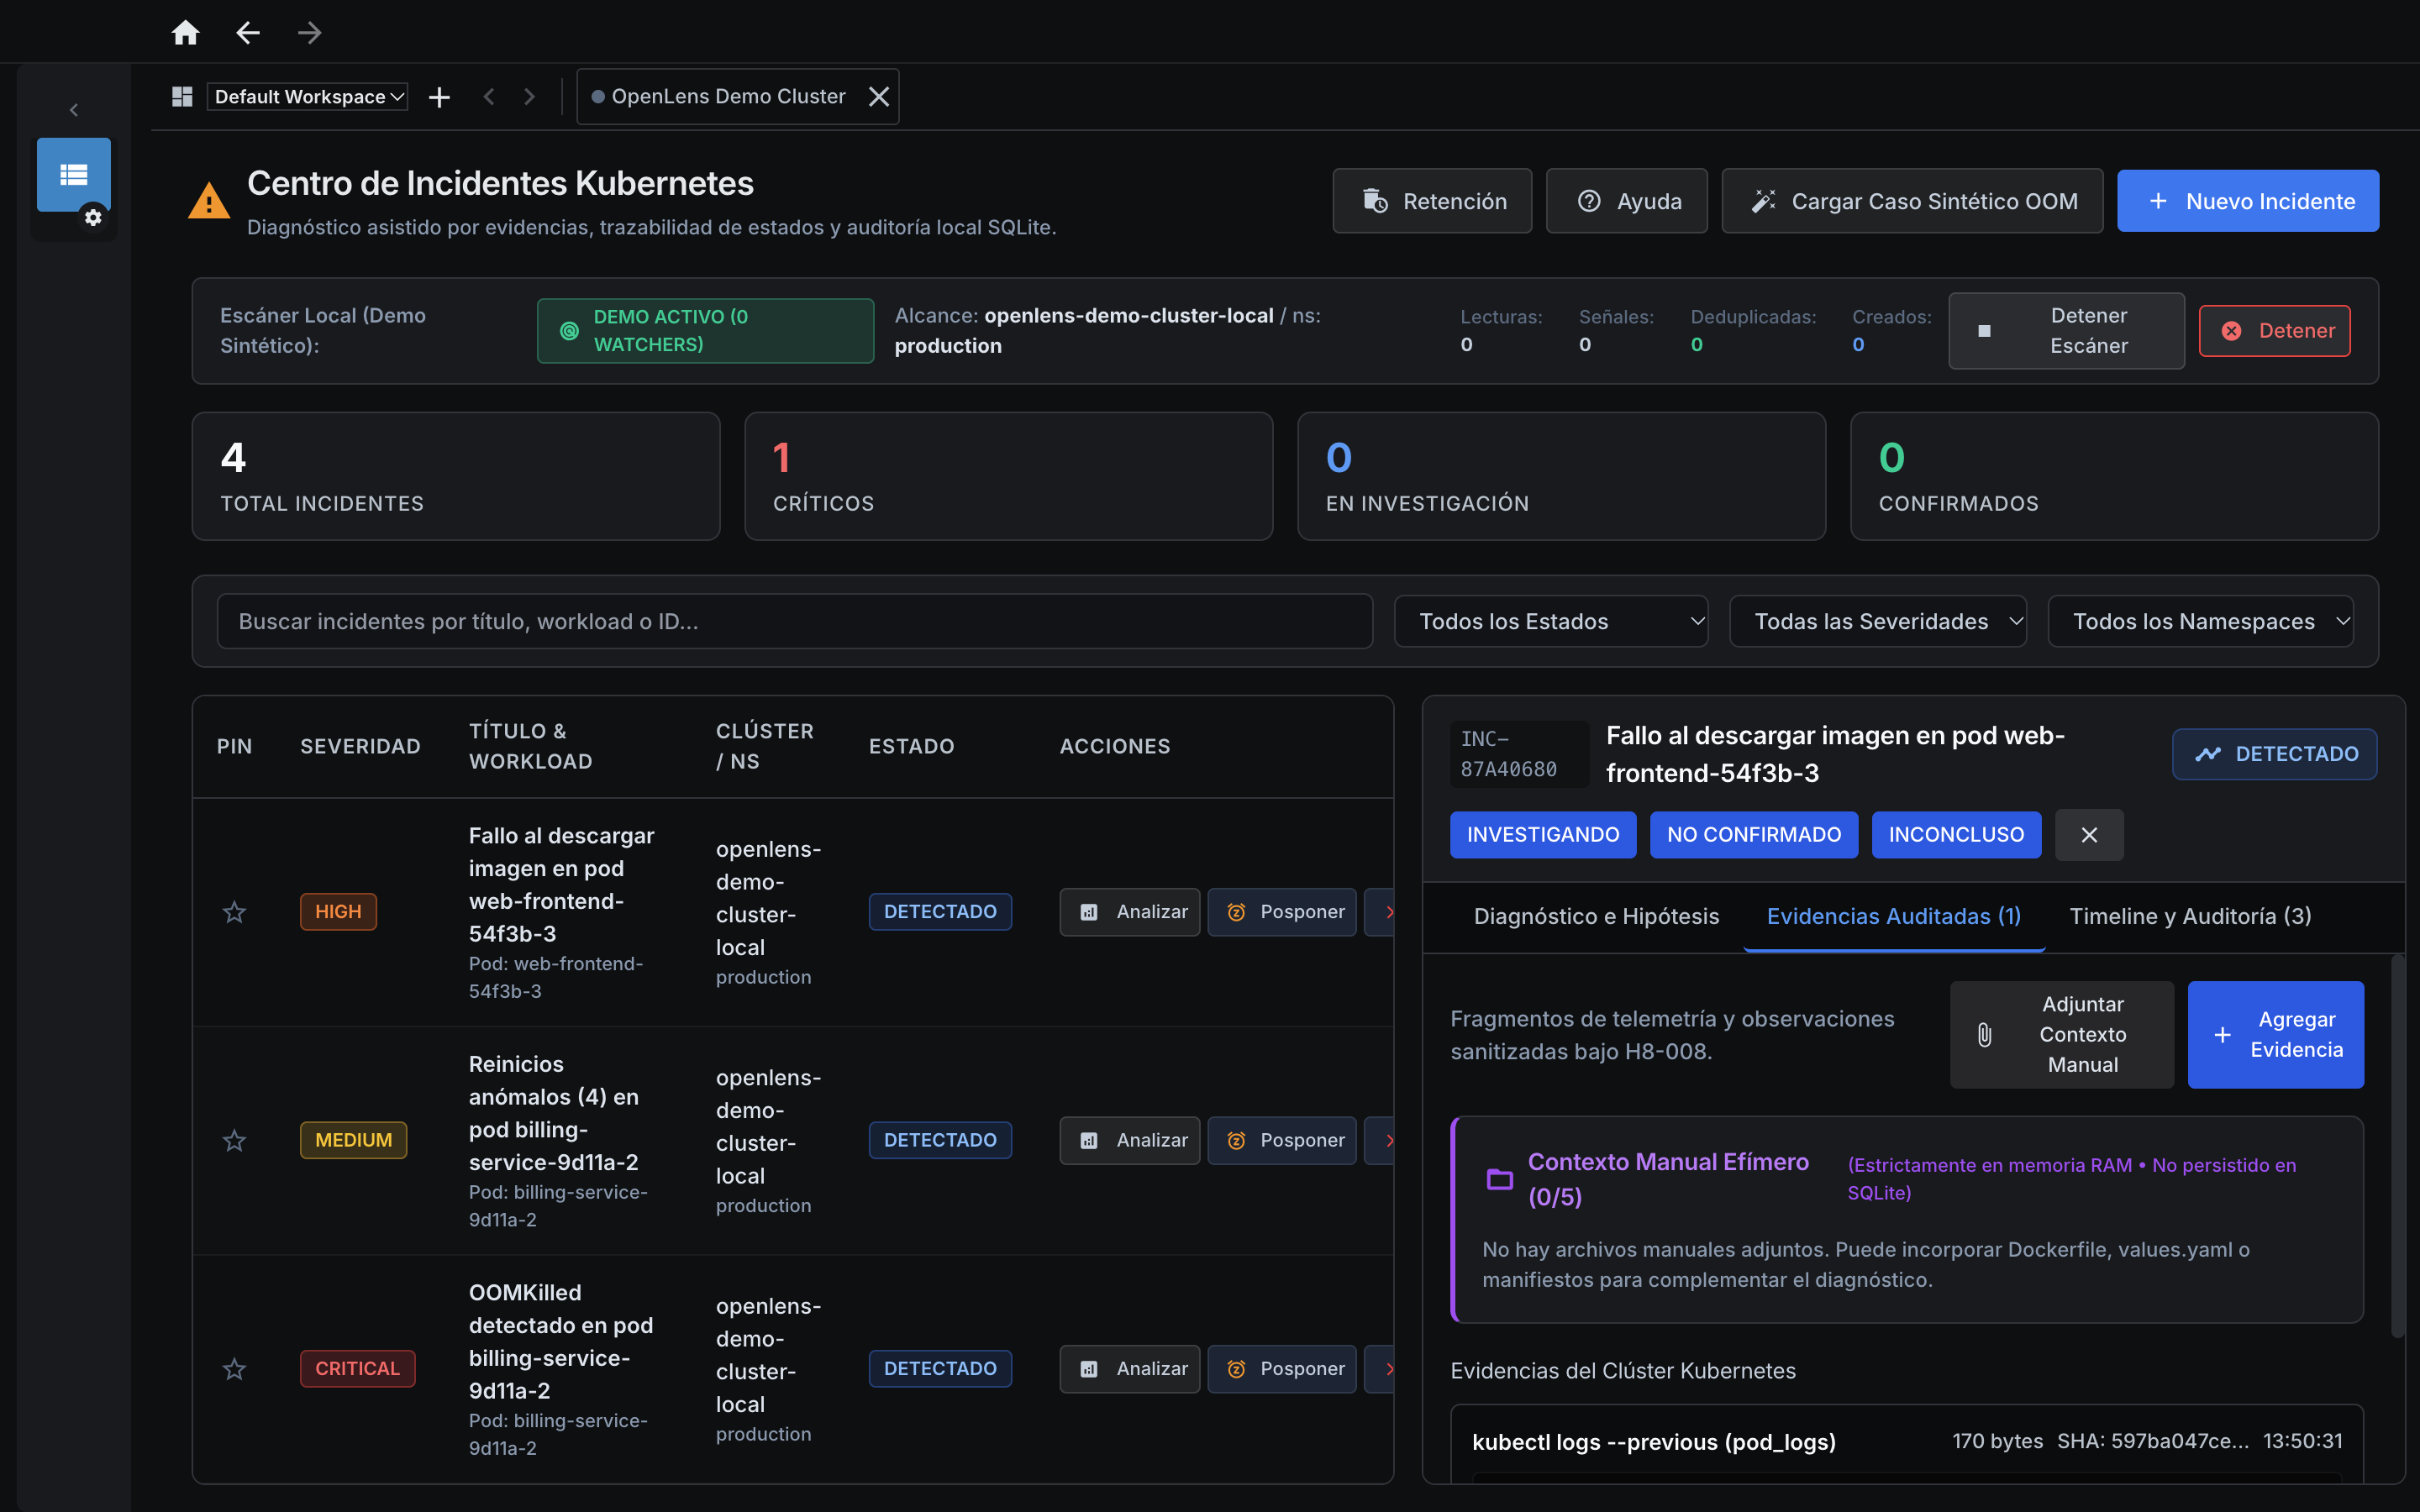 Default Workspace
OpenLens Demo Cluster
Centro de Incidentes Kubernetes
Diagnóstico asistido por evidencias, trazabilidad de estados y auditoría local SQLite.
Retención
Ayuda
Cargar Caso Sintético OOM
Nuevo Incidente
Escáner Local (Demo
Sintético):
DEMO ACTIVO (0
WATCHERS)
Alcance: openlens-demo-cluster-local / ns:
production
Lecturas:
0
Señales:
0
Deduplicadas:
0
Creados:
0
Detener
Escáner
Detener
4
TOTAL INCIDENTES
1
CRÍTICOS
0
EN INVESTIGACIÓN
0
CONFIRMADOS
Buscar incidentes por título, workload o ID...
Todos los Estados
Todas las Severidades
Todos los Namespaces
PIN
SEVERIDAD
TÍTULO &
WORKLOAD
CLÚSTER
/ NS
ESTADO
ACCIONES
HIGH
Fallo al descargar
imagen en pod
web-frontend-
54f3b-3
Pod: web-frontend-
54f3b-3
openlens-
demo-
cluster-
local
production
DETECTADO
Analizar
Posponer
MEDIUM
Reinicios
anómalos (4) en
pod billing-
service-9d11a-2
Pod: billing-service-
9d11a-2
openlens-
demo-
cluster-
local
production
DETECTADO
Analizar
Posponer
CRITICAL
OOMKilled
detectado en pod
billing-service-
9d11a-2
Pod: billing-service-
9d11a-2
openlens-
demo-
cluster-
local
production
DETECTADO
Analizar
Posponer
INC-
87A40680
Fallo al descargar imagen en pod web-
frontend-54f3b-3
DETECTADO
INVESTIGANDO
NO CONFIRMADO
INCONCLUSO
Diagnóstico e Hipótesis
Evidencias Auditadas (1)
Timeline y Auditoría (3)
Fragmentos de telemetría y observaciones
sanitizadas bajo H8-008.
Adjuntar
Contexto
Manual
Agregar
Evidencia
Contexto Manual Efímero
(0/5)
(Estrictamente en memoria RAM • No persistido en
SQLite)
No hay archivos manuales adjuntos. Puede incorporar Dockerfile, values.yaml o
manifiestos para complementar el diagnóstico.
Evidencias del Clúster Kubernetes
kubectl logs --previous (pod_logs)
170 bytes
SHA: 597ba047ce...
13:50:31